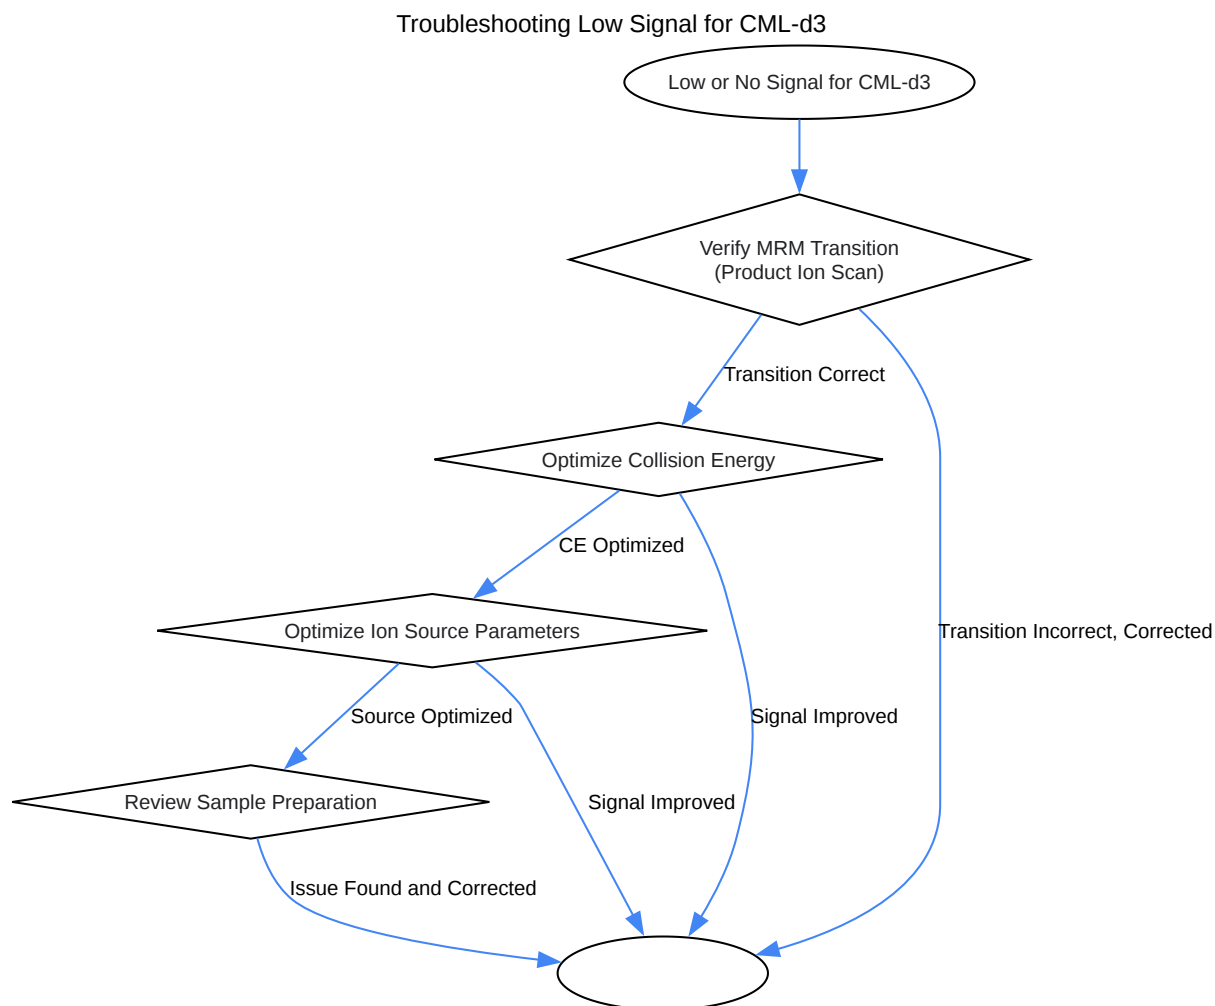 Troubleshooting Low Signal for CML-d3
Low or No Signal for CML-d3
Verify MRM Transition
(Product Ion Scan)
Transition Correct
Optimize Collision Energy
CE Optimized
Optimize Ion Source Parameters
Transition Incorrect, Corrected
Source Optimized
Signal Improved
Review Sample Preparation
Signal Improved
Issue Found and Corrected